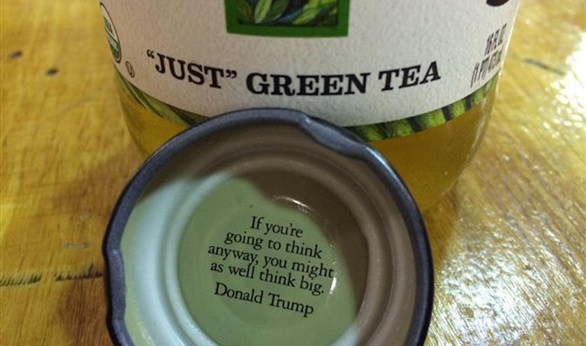 "JUST" GREEN TEA
If you're
going to think
anyway, you might
as well think big.
Donald Trump